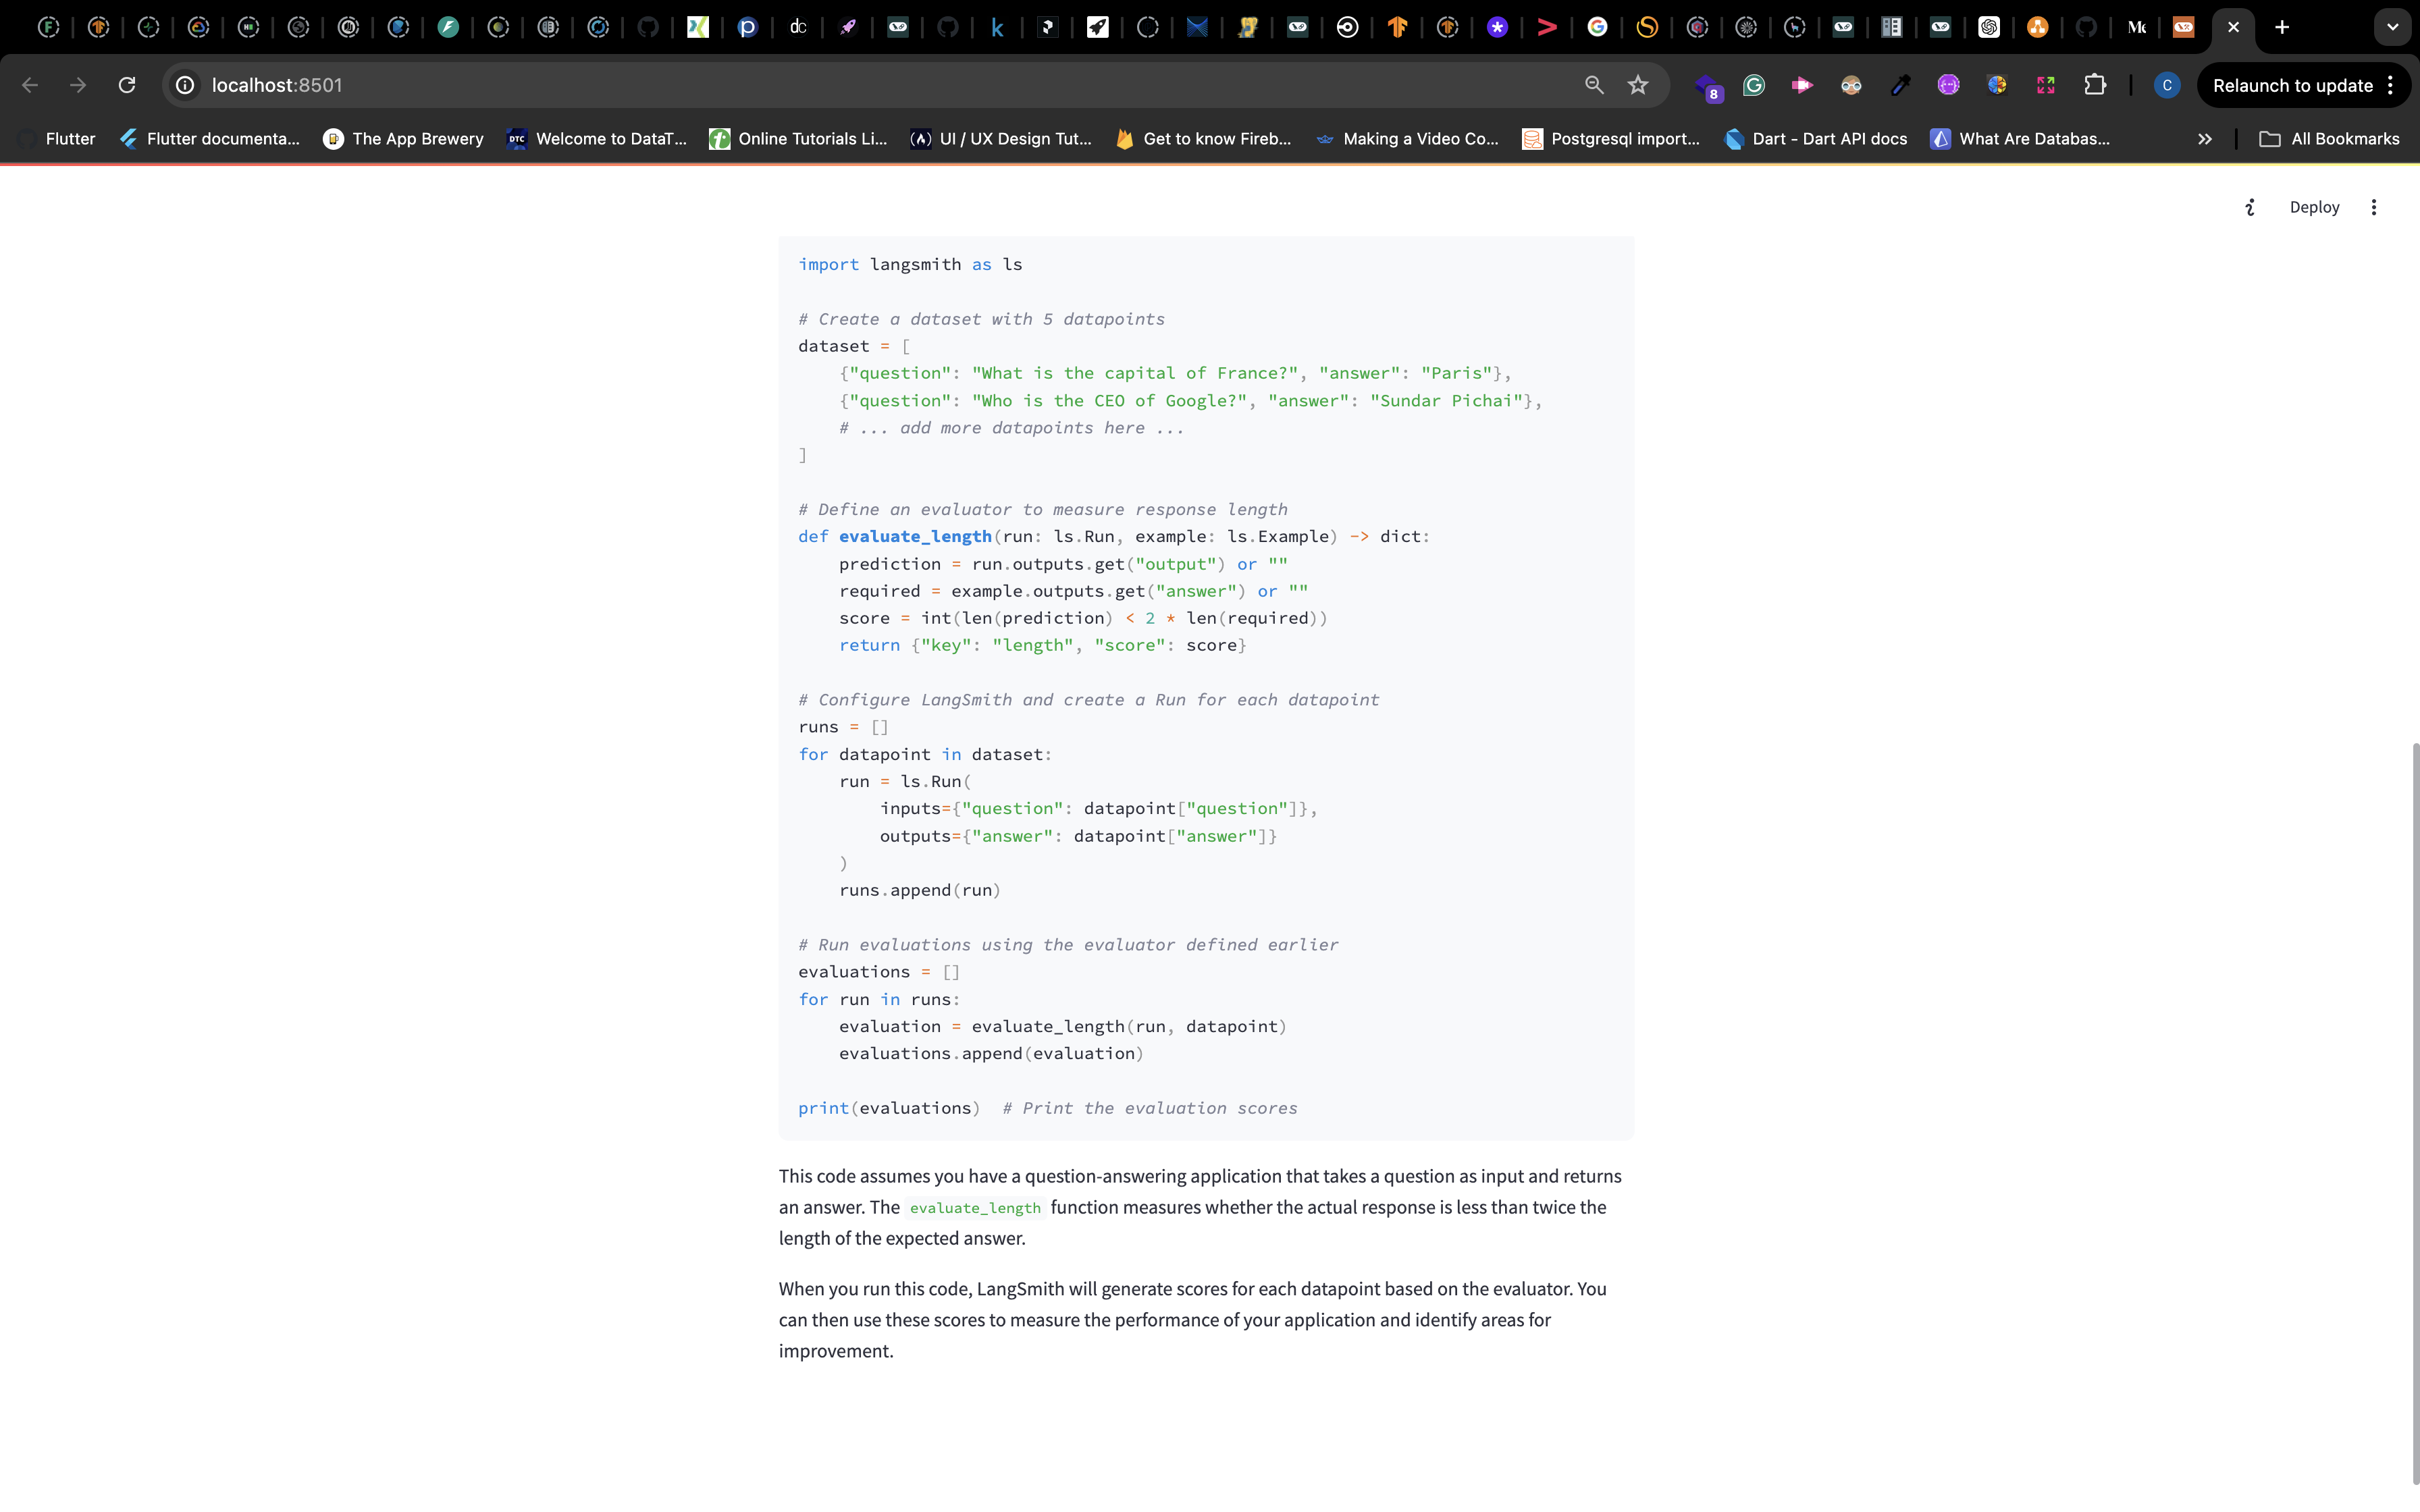 dc
k
Mc
localhost:8501
8
C
Relaunch to update
Flutter
Flutter documenta...
The App Brewery
DTC
Welcome to DataT...
Online Tutorials Li...
UI / UX Design Tut...
Get to know Fireb...
Making a Video Co...
Postgresql import...
Dart - Dart API docs
What Are Databas...
All Bookmarks
Deploy
import langsmith as ls
# Create a dataset with 5 datapoints
dataset = [
    {"question": "What is the capital of France?", "answer": "Paris"},
    {"question": "Who is the CEO of Google?", "answer": "Sundar Pichai"},
    # ... add more datapoints here ...
]
# Define an evaluator to measure response length
def evaluate_length(run: ls.Run, example: ls.Example) -> dict:
    prediction = run.outputs.get("output") or ""
    required = example.outputs.get("answer") or ""
    score = int(len(prediction) < 2 * len(required))
    return {"key": "length", "score": score}
# Configure LangSmith and create a Run for each datapoint
runs = []
for datapoint in dataset:
    run = ls.Run(
        inputs={"question": datapoint["question"]},
        outputs={"answer": datapoint["answer"]}
    )
    runs.append(run)
# Run evaluations using the evaluator defined earlier
evaluations = []
for run in runs:
    evaluation = evaluate_length(run, datapoint)
    evaluations.append(evaluation)
print(evaluations)  # Print the evaluation scores
This code assumes you have a question-answering application that takes a question as input and returns
an answer. The evaluate_length function measures whether the actual response is less than twice the
length of the expected answer.
When you run this code, LangSmith will generate scores for each datapoint based on the evaluator. You
can then use these scores to measure the performance of your application and identify areas for
improvement.